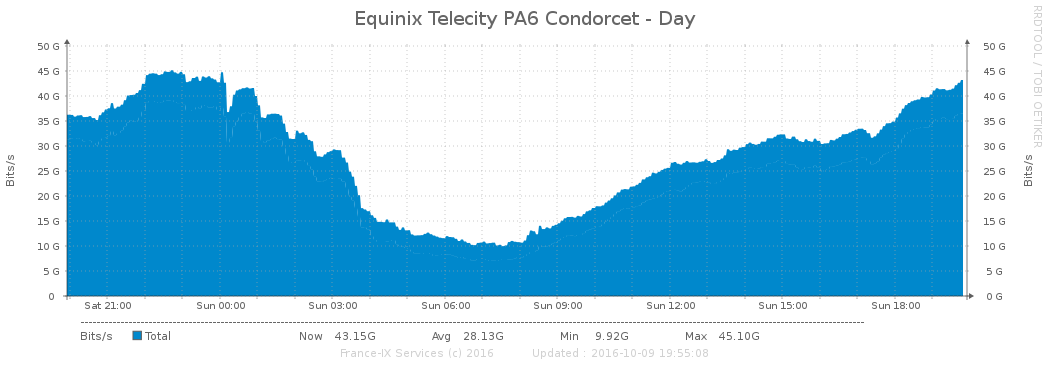 Equinix Telecity PA6 Condorcet - Day
RRDTOOL / TOBI OETIKER
Bits/s
50 G
45 G
40 G
35 G
30 G
25 G
20 G
15 G
10 G
5 G
0
50 G
45 G
40 G
35 G
30 G
25 G
20 G
15 G
10 G
5 G
0 G
Bits/s
Sat 21:00 Sun 00:00 Sun 03:00 Sun 06:00 Sun 09:00 Sun 12:00 Sun 15:00 Sun 18:00
Bits/s Total Now 43.15G Avg 28.13G Min 9.92G Max 45.10G
France-IX Services (c) 2016 Updated : 2016-10-09 19:55:08